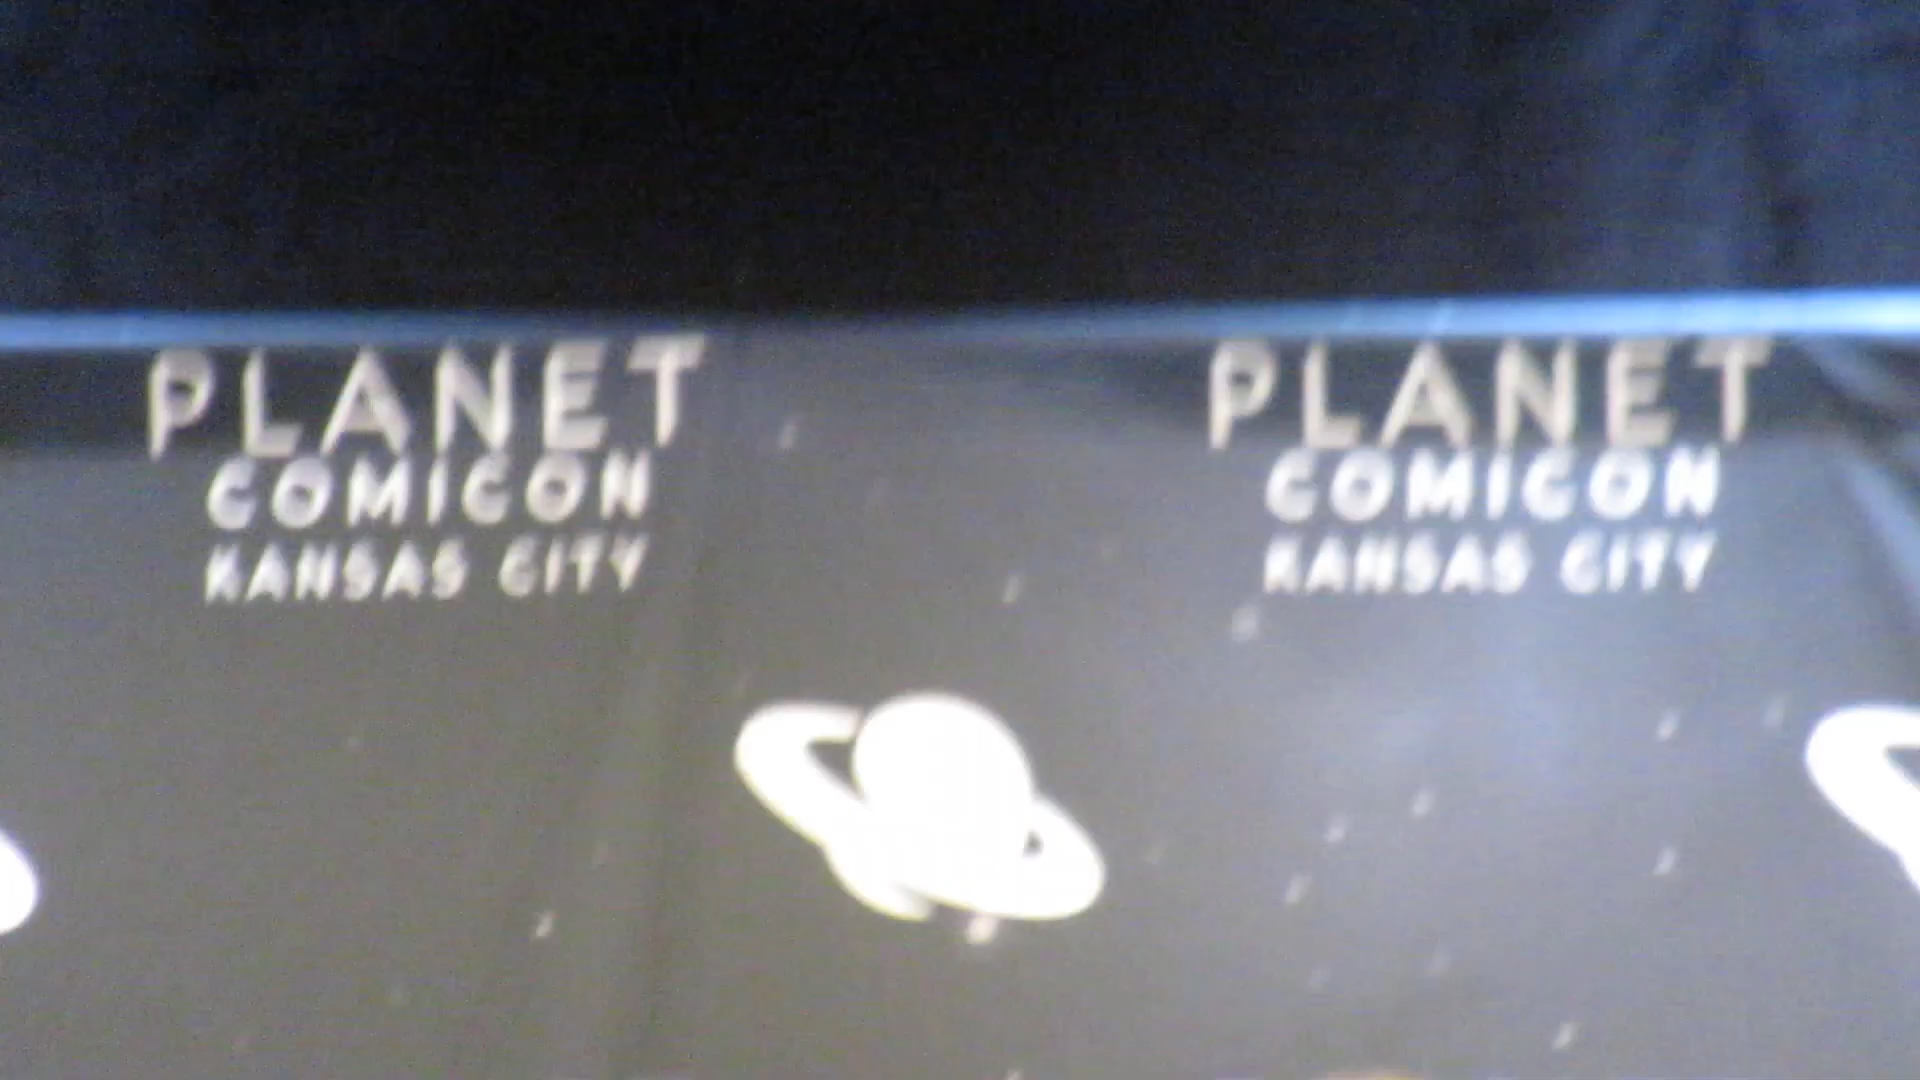 PLANET
COMICON
KANSAS CITY
PLANET
COMICON
KANSAS CITY